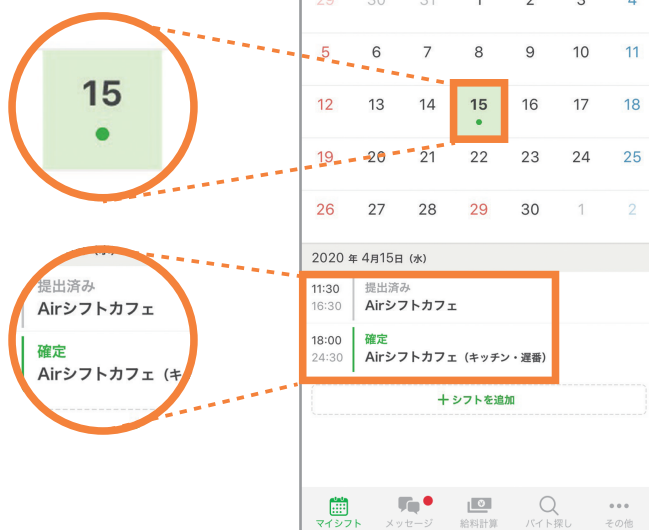 29 30 31 1 2 3 4
5 6 7 8 9 10 11
12 13 14 15 16 17 18
19 20 21 22 23 24 25
26 27 28 29 30 1 2
15
2020 年 4月15日 (水)
11:30 提出済み
16:30 Airシフトカフェ
18:00 確定
24:30 Airシフトカフェ (キッチン・遅番)
+ シフトを追加
提出済み
Airシフトカフェ
確定
Airシフトカフェ (キ
マイシフト メッセージ 給料計算 バイト探し その他